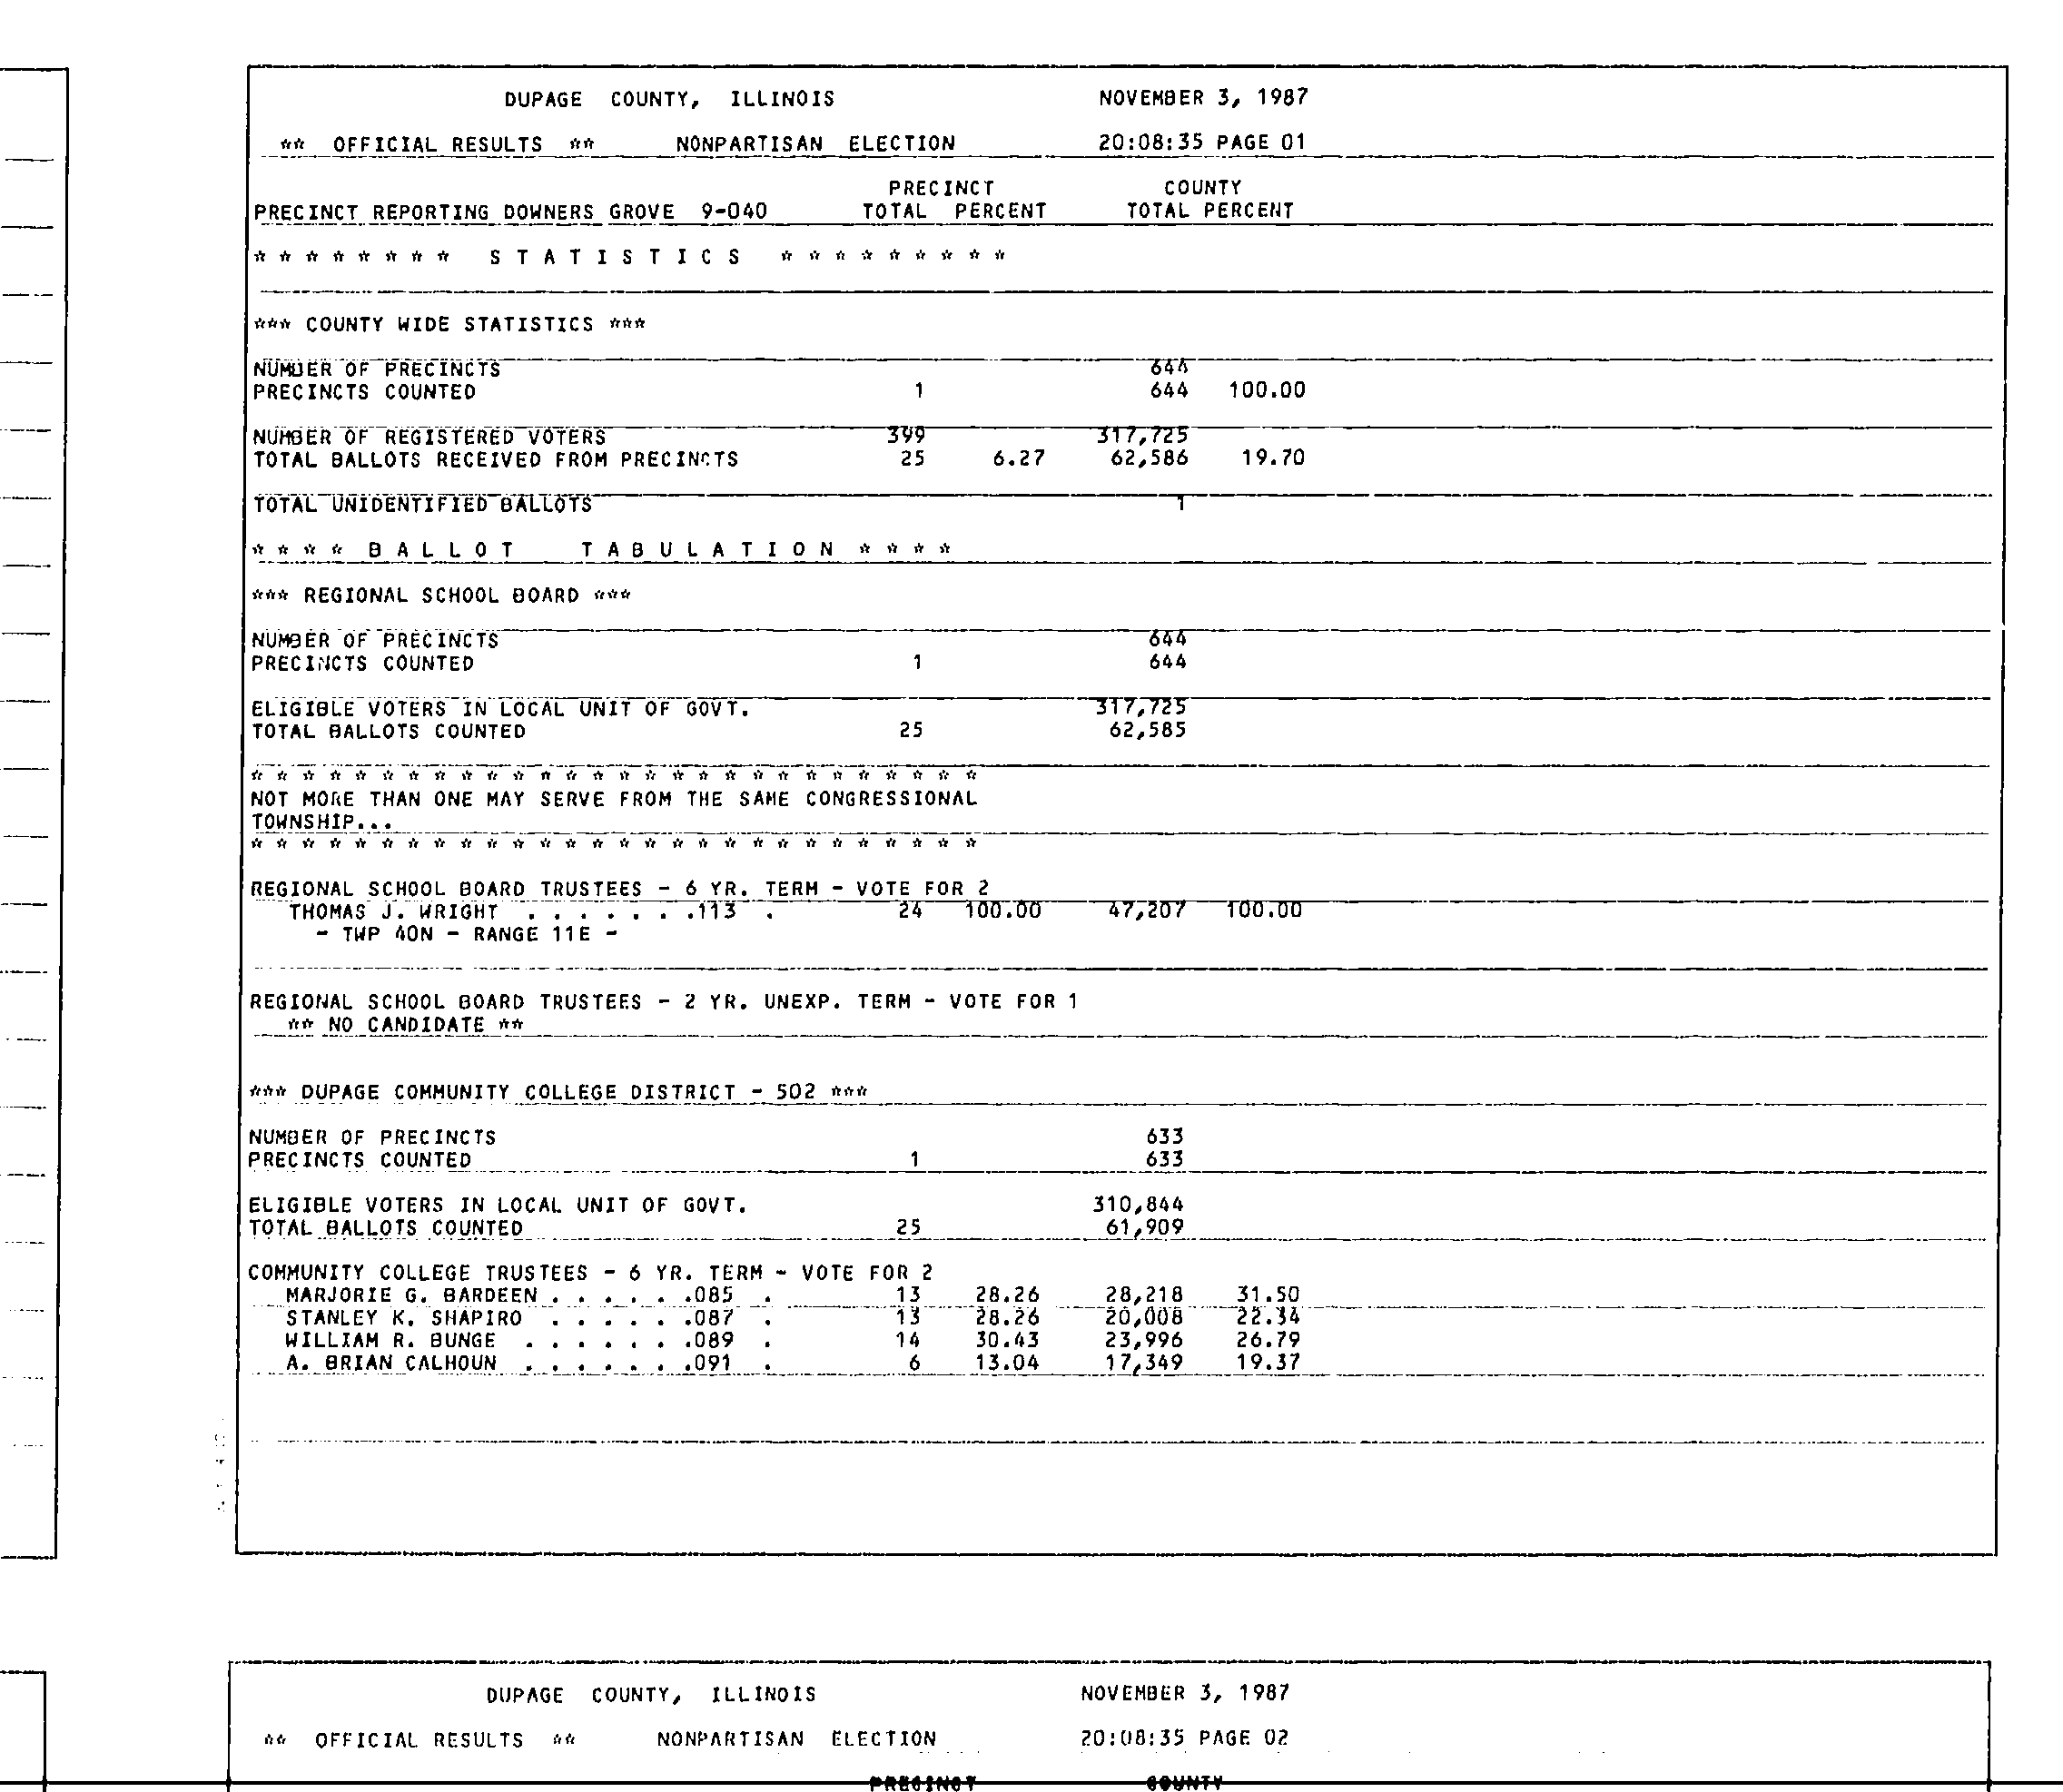 DUPAGE COUNTY, ILLINOIS NOVEMBER 3, 1987
** OFFICIAL RESULTS ** NONPARTISAN ELECTION 20:08:35 PAGE 01
PRECINCT COUNTY
PRECINCT REPORTING DOWNERS GROVE 9-040 TOTAL PERCENT TOTAL PERCENT
* * * * * * * * S T A T I S T I C S * * * * * * * * *
*** COUNTY WIDE STATISTICS ***
NUMBER OF PRECINCTS 644
PRECINCTS COUNTED 1 644 100.00
NUMBER OF REGISTERED VOTERS 399 317,725
TOTAL BALLOTS RECEIVED FROM PRECINCTS 25 6.27 62,586 19.70
TOTAL UNIDENTIFIED BALLOTS 1
* * * * B A L L O T T A B U L A T I O N * * * *
*** REGIONAL SCHOOL BOARD ***
NUMBER OF PRECINCTS 644
PRECINCTS COUNTED 1 644
ELIGIBLE VOTERS IN LOCAL UNIT OF GOVT. 317,725
TOTAL BALLOTS COUNTED 25 62,585
* * * * * * * * * * * * * * * * * * * * * * * * * * * *
NOT MORE THAN ONE MAY SERVE FROM THE SAME CONGRESSIONAL
TOWNSHIP...
* * * * * * * * * * * * * * * * * * * * * * * * * * * *
REGIONAL SCHOOL BOARD TRUSTEES - 6 YR. TERM - VOTE FOR 2
THOMAS J. WRIGHT . . . . . . .113 . 24 100.00 47,207 100.00
- TWP 40N - RANGE 11E -
REGIONAL SCHOOL BOARD TRUSTEES - 2 YR. UNEXP. TERM - VOTE FOR 1
** NO CANDIDATE **
*** DUPAGE COMMUNITY COLLEGE DISTRICT - 502 ***
NUMBER OF PRECINCTS 633
PRECINCTS COUNTED 1 633
ELIGIBLE VOTERS IN LOCAL UNIT OF GOVT. 310,844
TOTAL BALLOTS COUNTED 25 61,909
COMMUNITY COLLEGE TRUSTEES - 6 YR. TERM - VOTE FOR 2
MARJORIE G. BARDEEN . . . . . .085 . 13 28.26 28,218 31.50
STANLEY K. SHAPIRO . . . . . .087 . 13 28.26 20,008 22.34
WILLIAM R. BUNGE . . . . . . .089 . 14 30.43 23,996 26.79
A. BRIAN CALHOUN . . . . . . .091 . 6 13.04 17,349 19.37
DUPAGE COUNTY, ILLINOIS NOVEMBER 3, 1987
** OFFICIAL RESULTS ** NONPARTISAN ELECTION 20:08:35 PAGE 02
PRECINCT COUNTY